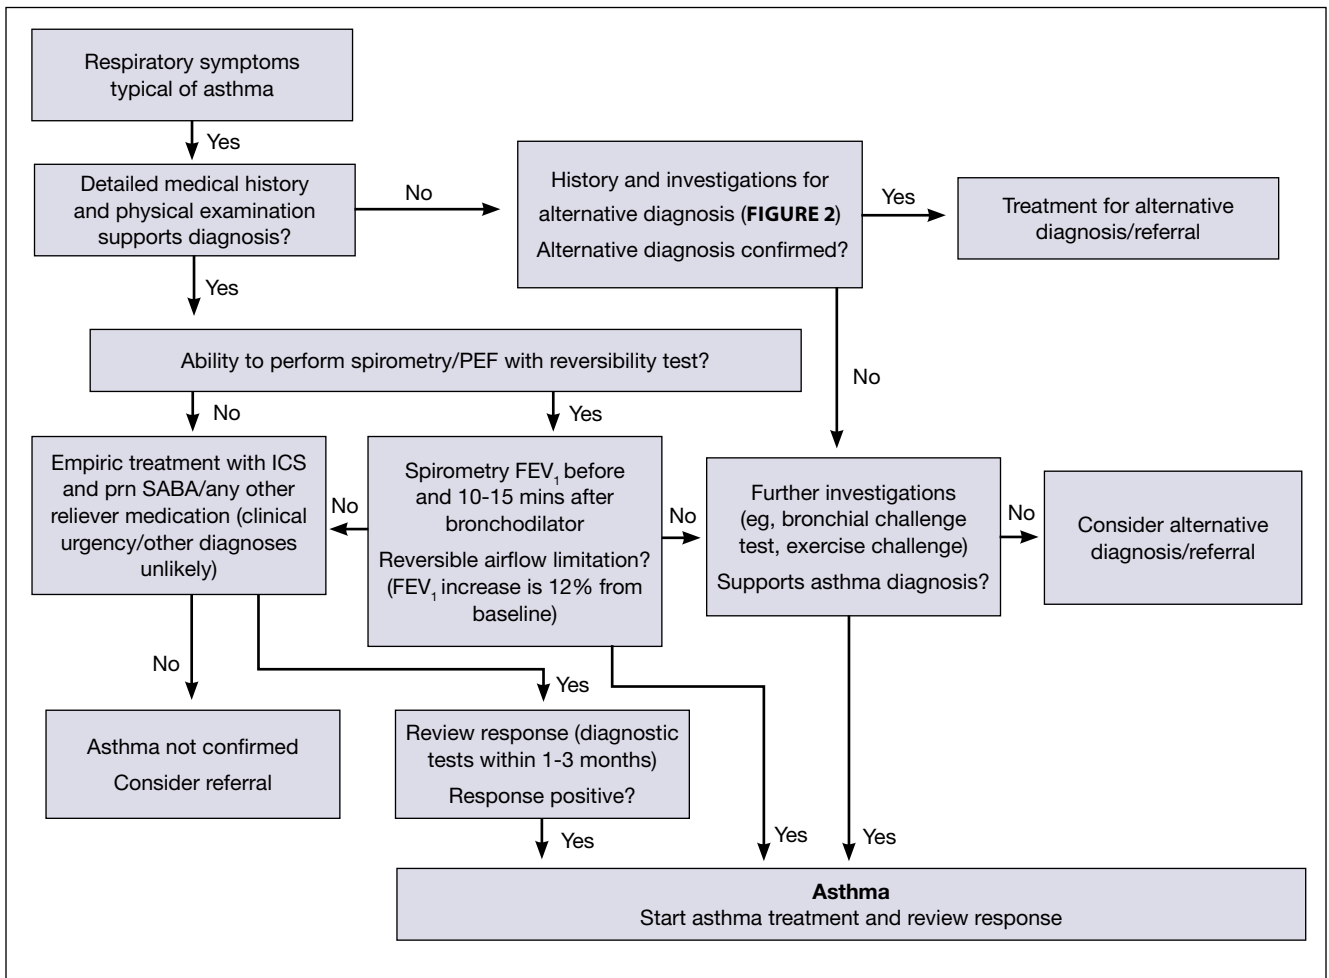 Respiratory symptoms
typical of asthma
Yes
Detailed medical history
and physical examination
supports diagnosis?
No
History and investigations for
alternative diagnosis (FIGURE 2)
Alternative diagnosis confirmed?
Yes
Treatment for alternative
diagnosis/referral
Yes
Ability to perform spirometry/PEF with reversibility test?
No
No
Yes
Empiric treatment with ICS
and prn SABA/any other
reliever medication (clinical
urgency/other diagnoses
unlikely)
No
Spirometry FEV1 before
and 10-15 mins after
bronchodilator
Reversible airflow limitation?
(FEV1 increase is 12% from
baseline)
No
Further investigations
(eg, bronchial challenge
test, exercise challenge)
Supports asthma diagnosis?
No
Consider alternative
diagnosis/referral
No
Yes
Asthma not confirmed
Consider referral
Review response (diagnostic
tests within 1-3 months)
Response positive?
Yes
Yes
Yes
Asthma
Start asthma treatment and review response